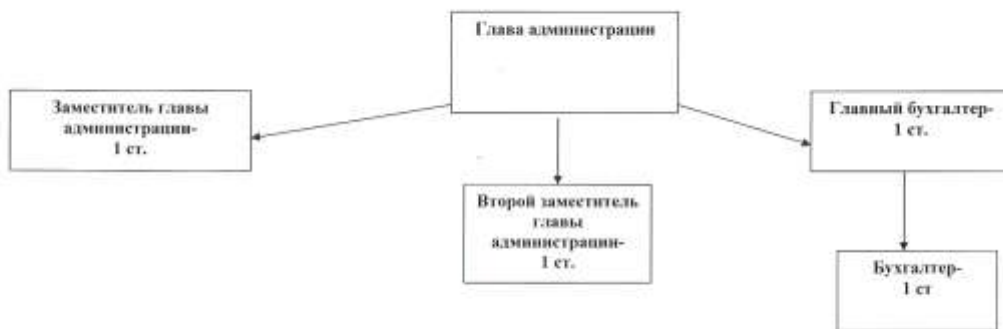 Глава администрации
Заместитель главы
администрации-
1 ст.
Главный бухгалтер-
1 ст.
Второй заместитель
главы
администрации-
1 ст.
Бухгалтер-
1 ст